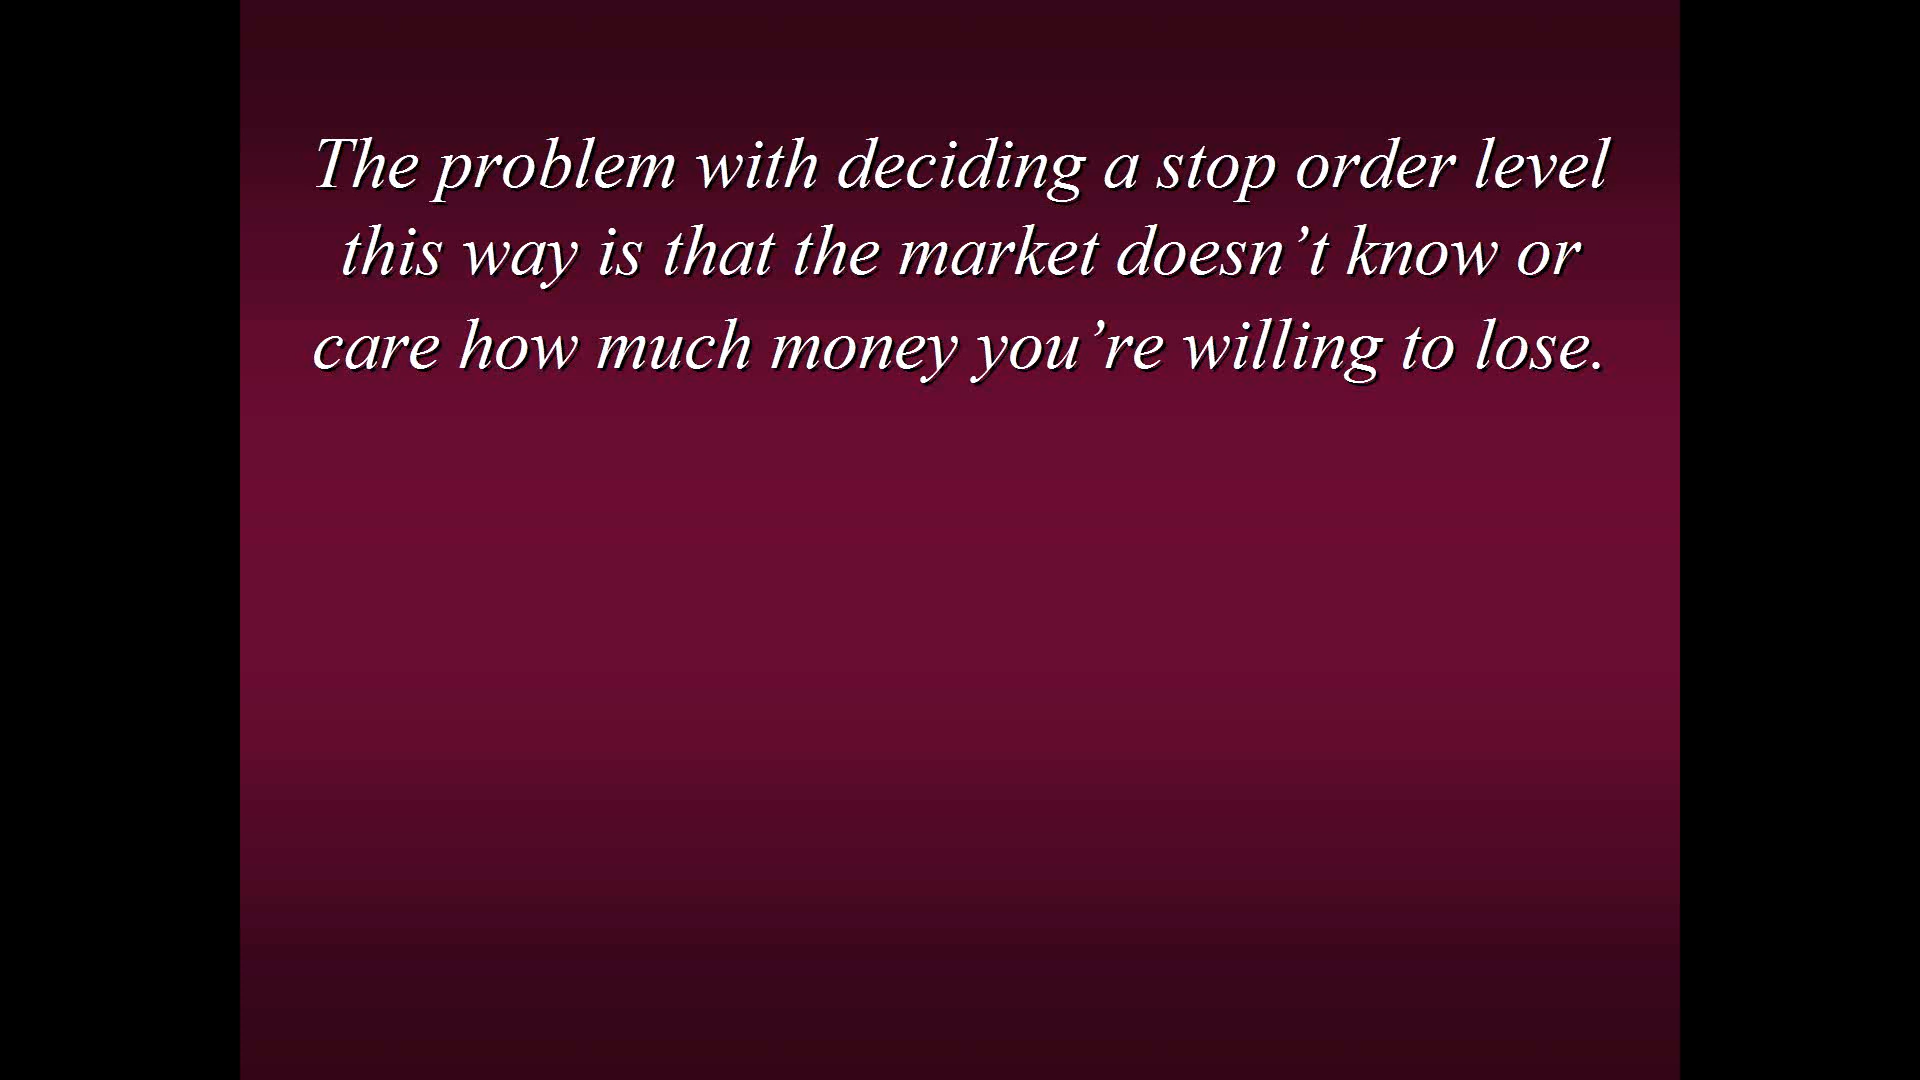 The problem with deciding a stop order level
this way is that the market doesn’t know or
care how much money you’re willing to lose.